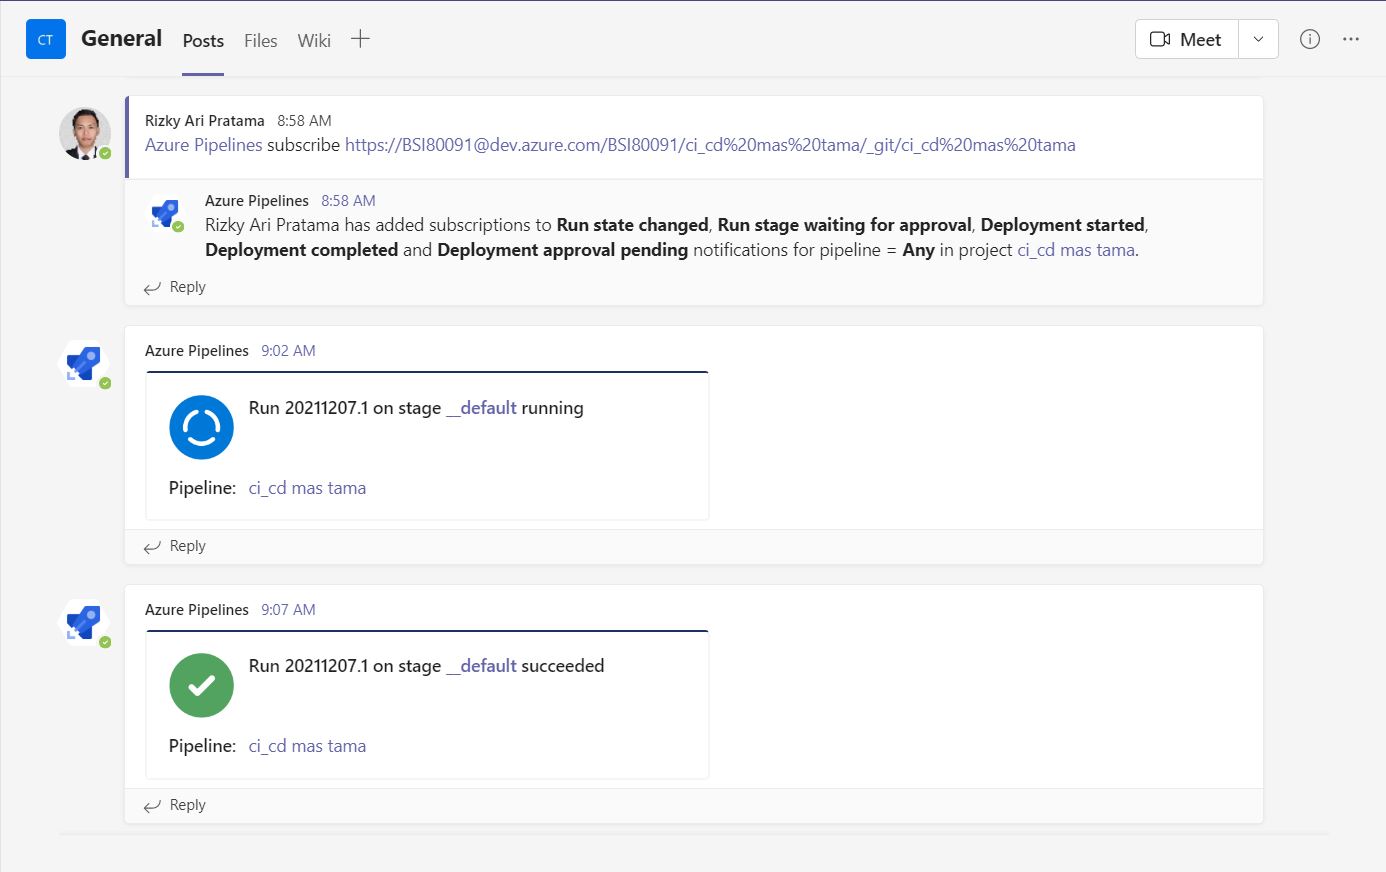 CT General Posts Files Wiki Meet
Rizky Ari Pratama 8:58 AM
Azure Pipelines subscribe https://BSI80091@dev.azure.com/BSI80091/ci_cd%20mas%20tama/_git/ci_cd%20mas%20tama
Azure Pipelines 8:58 AM
Rizky Ari Pratama has added subscriptions to Run state changed, Run stage waiting for approval, Deployment started,
Deployment completed and Deployment approval pending notifications for pipeline = Any in project ci_cd mas tama.
Reply
Azure Pipelines 9:02 AM
Run 20211207.1 on stage __default running
Pipeline: ci_cd mas tama
Reply
Azure Pipelines 9:07 AM
Run 20211207.1 on stage __default succeeded
Pipeline: ci_cd mas tama
Reply